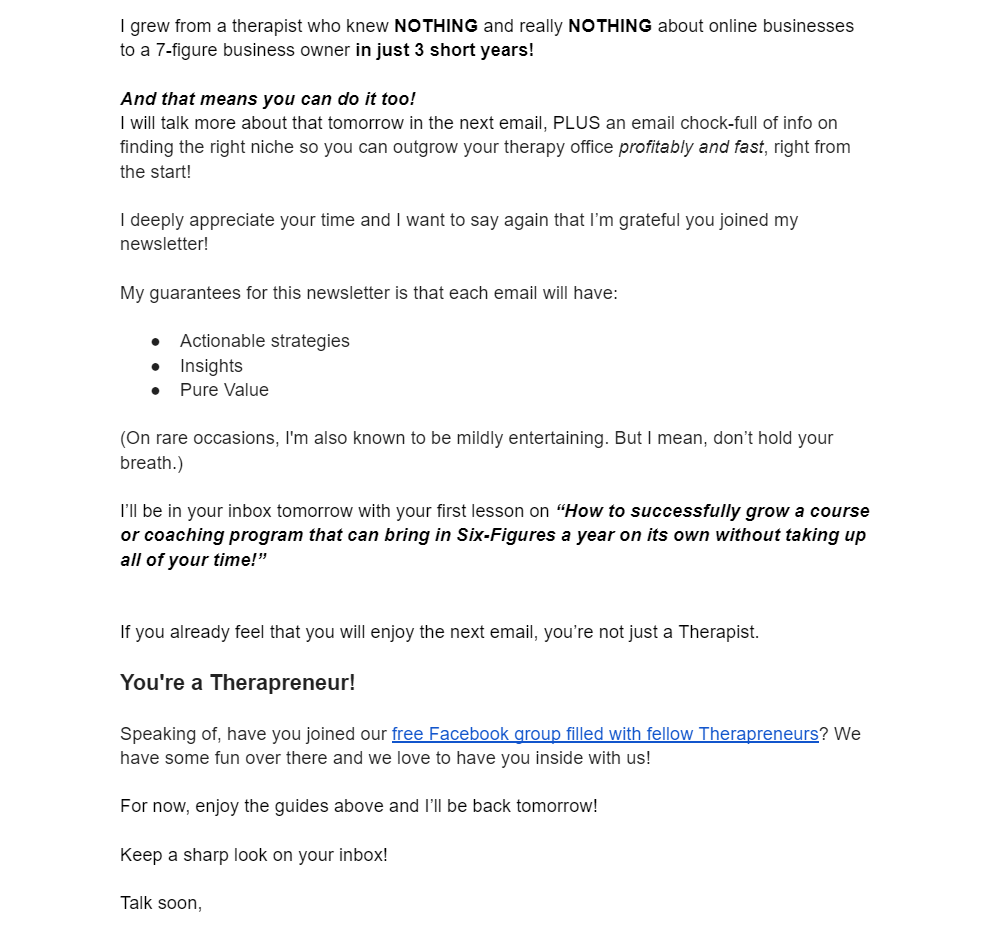 I grew from a therapist who knew NOTHING and really NOTHING about online businesses
to a 7-figure business owner in just 3 short years!
And that means you can do it too!
I will talk more about that tomorrow in the next email, PLUS an email chock-full of info on
finding the right niche so you can outgrow your therapy office profitably and fast, right from
the start!
I deeply appreciate your time and I want to say again that I’m grateful you joined my
newsletter!
My guarantees for this newsletter is that each email will have:
● Actionable strategies
● Insights
● Pure Value
(On rare occasions, I'm also known to be mildly entertaining. But I mean, don’t hold your
breath.)
I’ll be in your inbox tomorrow with your first lesson on “How to successfully grow a course
or coaching program that can bring in Six-Figures a year on its own without taking up
all of your time!”
If you already feel that you will enjoy the next email, you’re not just a Therapist.
You're a Therapreneur!
Speaking of, have you joined our free Facebook group filled with fellow Therapreneurs? We
have some fun over there and we love to have you inside with us!
For now, enjoy the guides above and I’ll be back tomorrow!
Keep a sharp look on your inbox!
Talk soon,